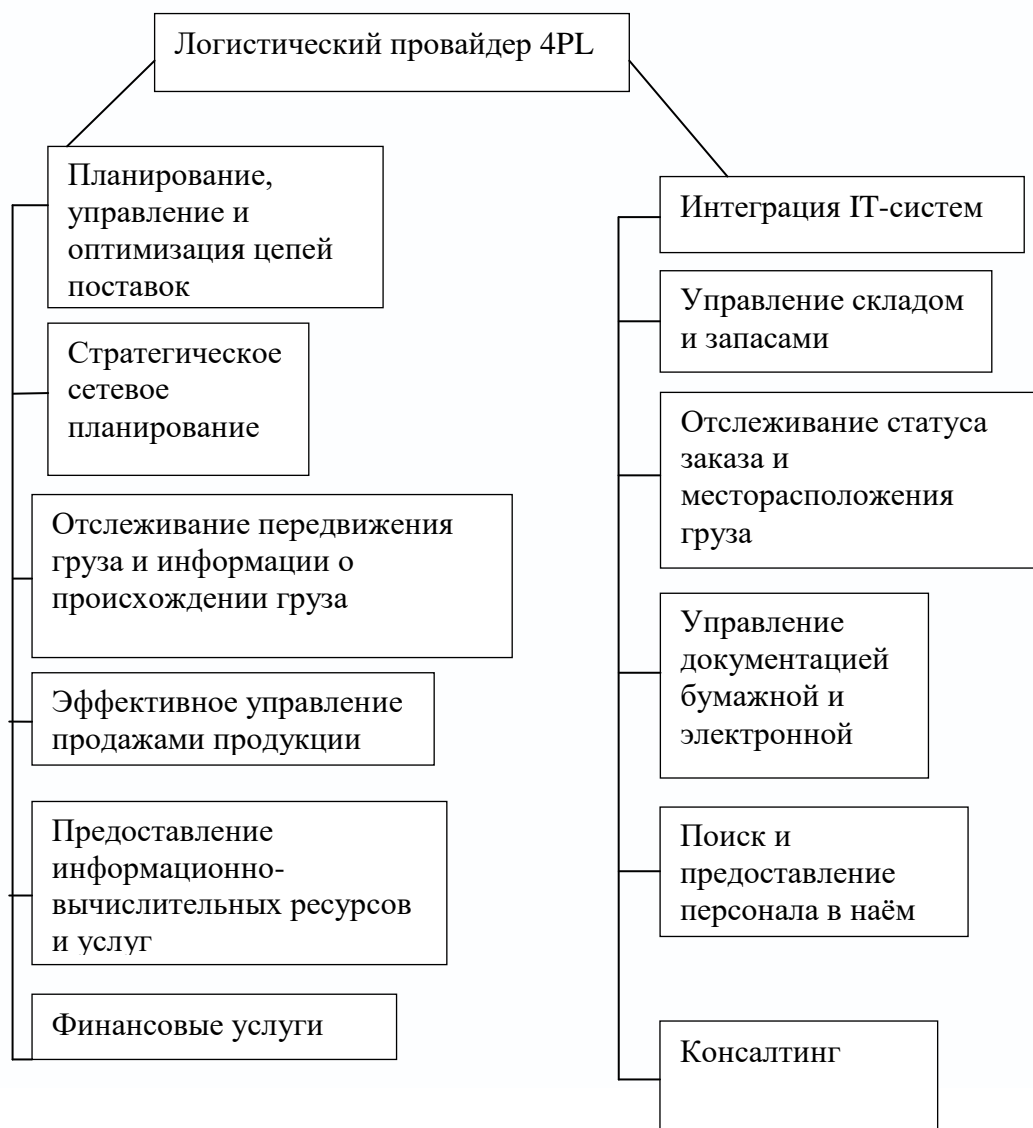 Логистический провайдер 4PL
Планирование,
управление и
оптимизация цепей
поставок
Стратегическое
сетевое
планирование
Отслеживание передвижения
груза и информации о
происхождении груза
Эффективное управление
продажами продукции
Предоставление
информационно-
вычислительных ресурсов
и услуг
Финансовые услуги
Интеграция IT-систем
Управление складом
и запасами
Отслеживание статуса
заказа и
месторасположения
груза
Управление
документацией
бумажной и
электронной
Поиск и
предоставление
персонала в наём
Консалтинг